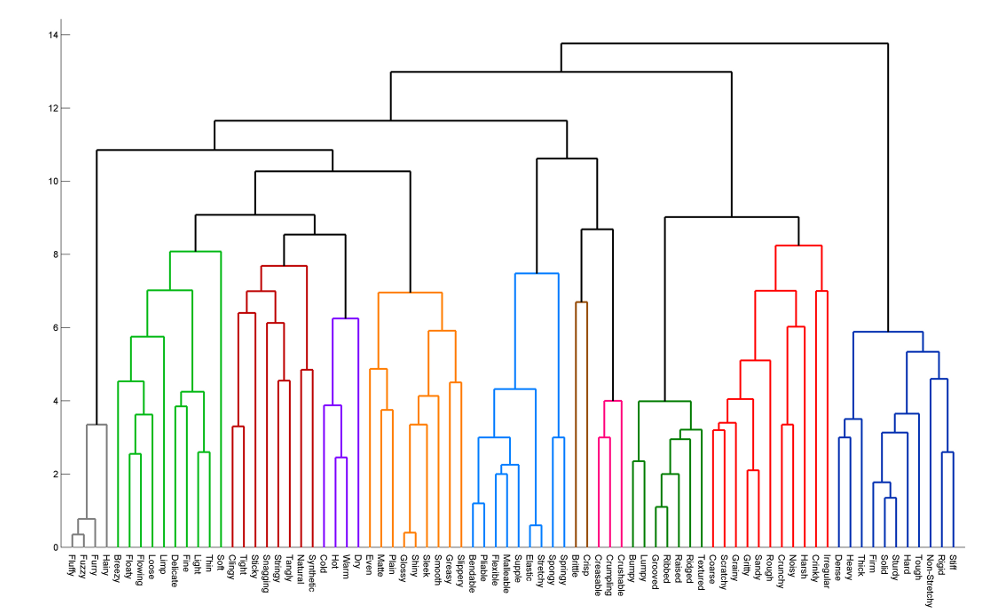 14
12
10
8
6
4
2
0
Fluffy
Fuzzy
Furry
Hairy
Breezy
Floaty
Flowing
Loose
Limp
Delicate
Fine
Light
Thin
Soft
Clingy
Tight
Sticky
Snagging
Stringy
Tangly
Natural
Synthetic
Cold
Hot
Warm
Dry
Even
Matte
Plain
Glossy
Shiny
Sleek
Smooth
Greasy
Slippery
Bendable
Pliable
Flexible
Malleable
Supple
Elastic
Stretchy
Spongy
Springy
Brittle
Crisp
Creasable
Crumpling
Crushable
Bumpy
Lumpy
Grooved
Ribbed
Raised
Ridged
Textured
Coarse
Scratchy
Grainy
Gritty
Sandy
Rough
Crunchy
Noisy
Harsh
Crinkly
Irregular
Dense
Heavy
Thick
Firm
Solid
Sturdy
Hard
Tough
Non-Stretchy
Rigid
Stiff